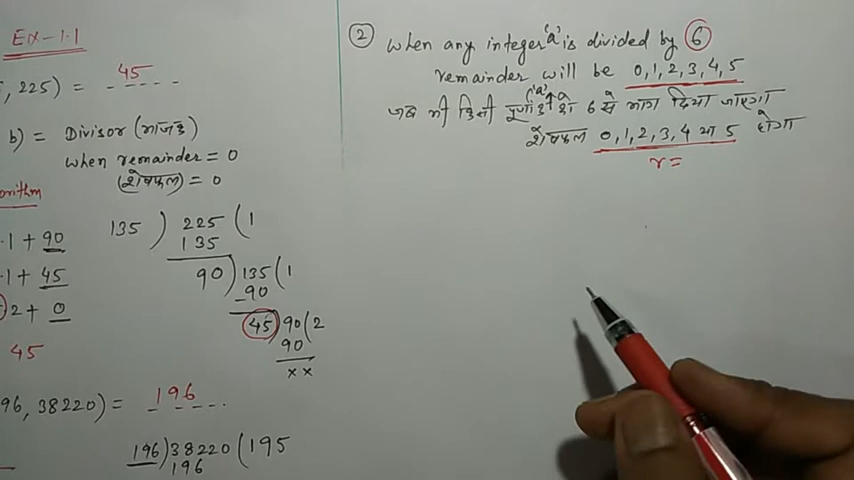 Ex-1.1
, 225) = 45
b) = Divisor (भाजक)
when remainder = 0
(शेषफल) = 0
orithm
.1 + 90
.1 + 45
2 + 0
45
135 ) 225 ( 1
135
90 ) 135 ( 1
-90
45 ) 90 ( 2
90
x x
96, 38220) = 196
196 ) 38220 ( 195
196
② when any integer 'a' is divided by 6
remainder will be 0, 1, 2, 3, 4, 5
जब भी किसी पूर्णांक 'a' को 6 से भाग दिया जाएगा
शेषफल 0, 1, 2, 3, 4 या 5 होगा
r =